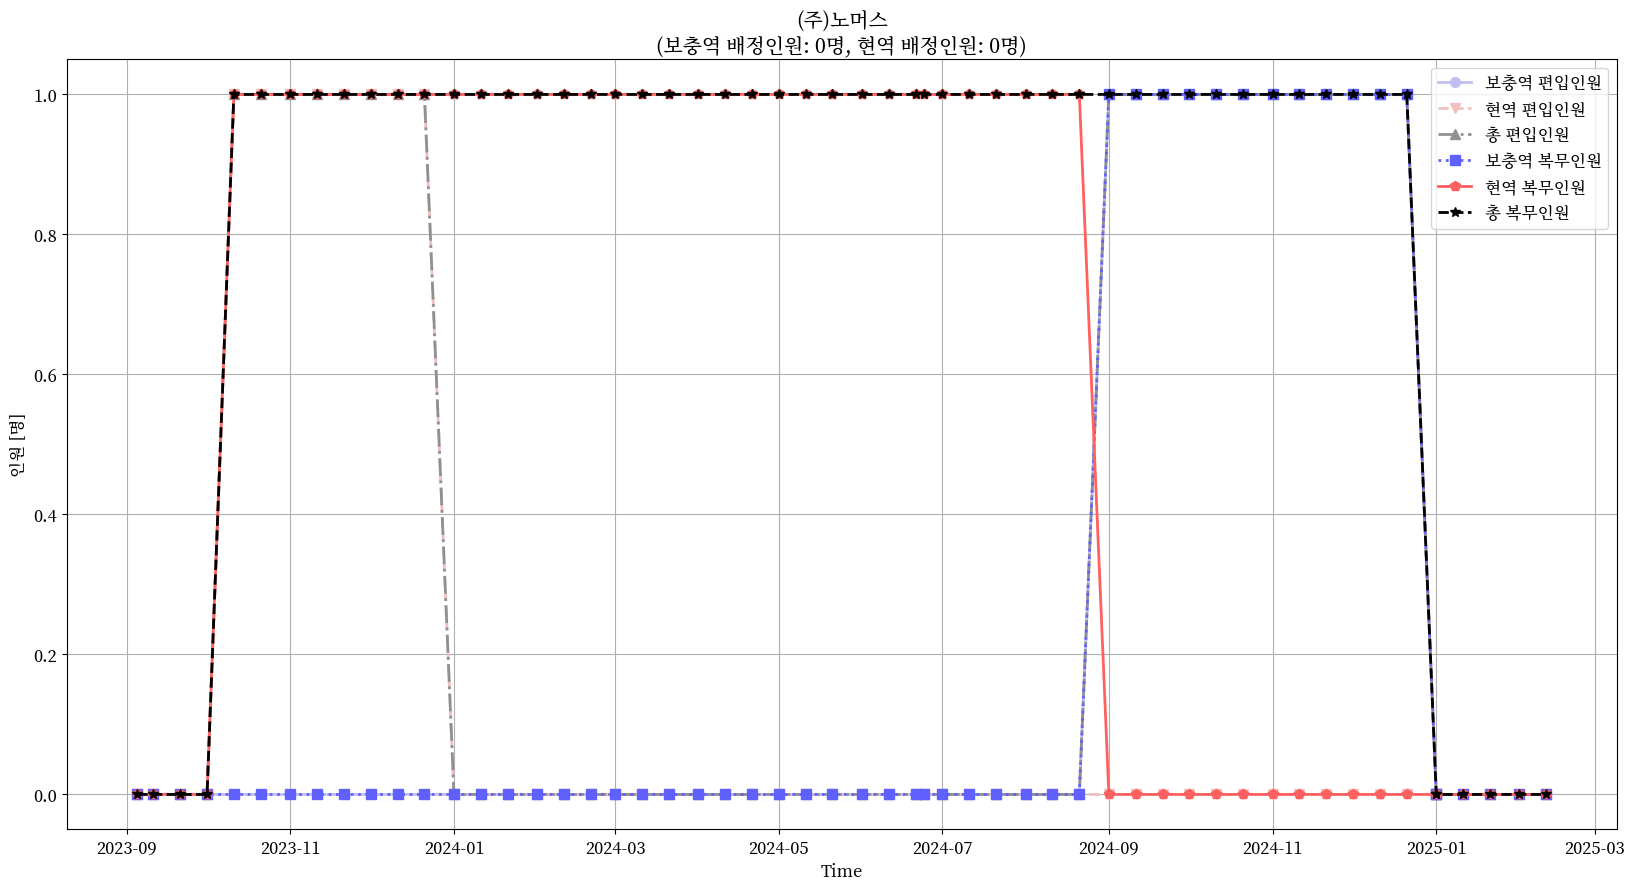 (주)노머스
(보충역 배정인원: 0명, 현역 배정인원: 0명)
보충역 편입인원
현역 편입인원
총 편입인원
보충역 복무인원
현역 복무인원
총 복무인원
1.0
0.8
0.6
0.4
0.2
0.0
인원 [명]
2023-09
2023-11
2024-01
2024-03
2024-05
2024-07
2024-09
2024-11
2025-01
2025-03
Time